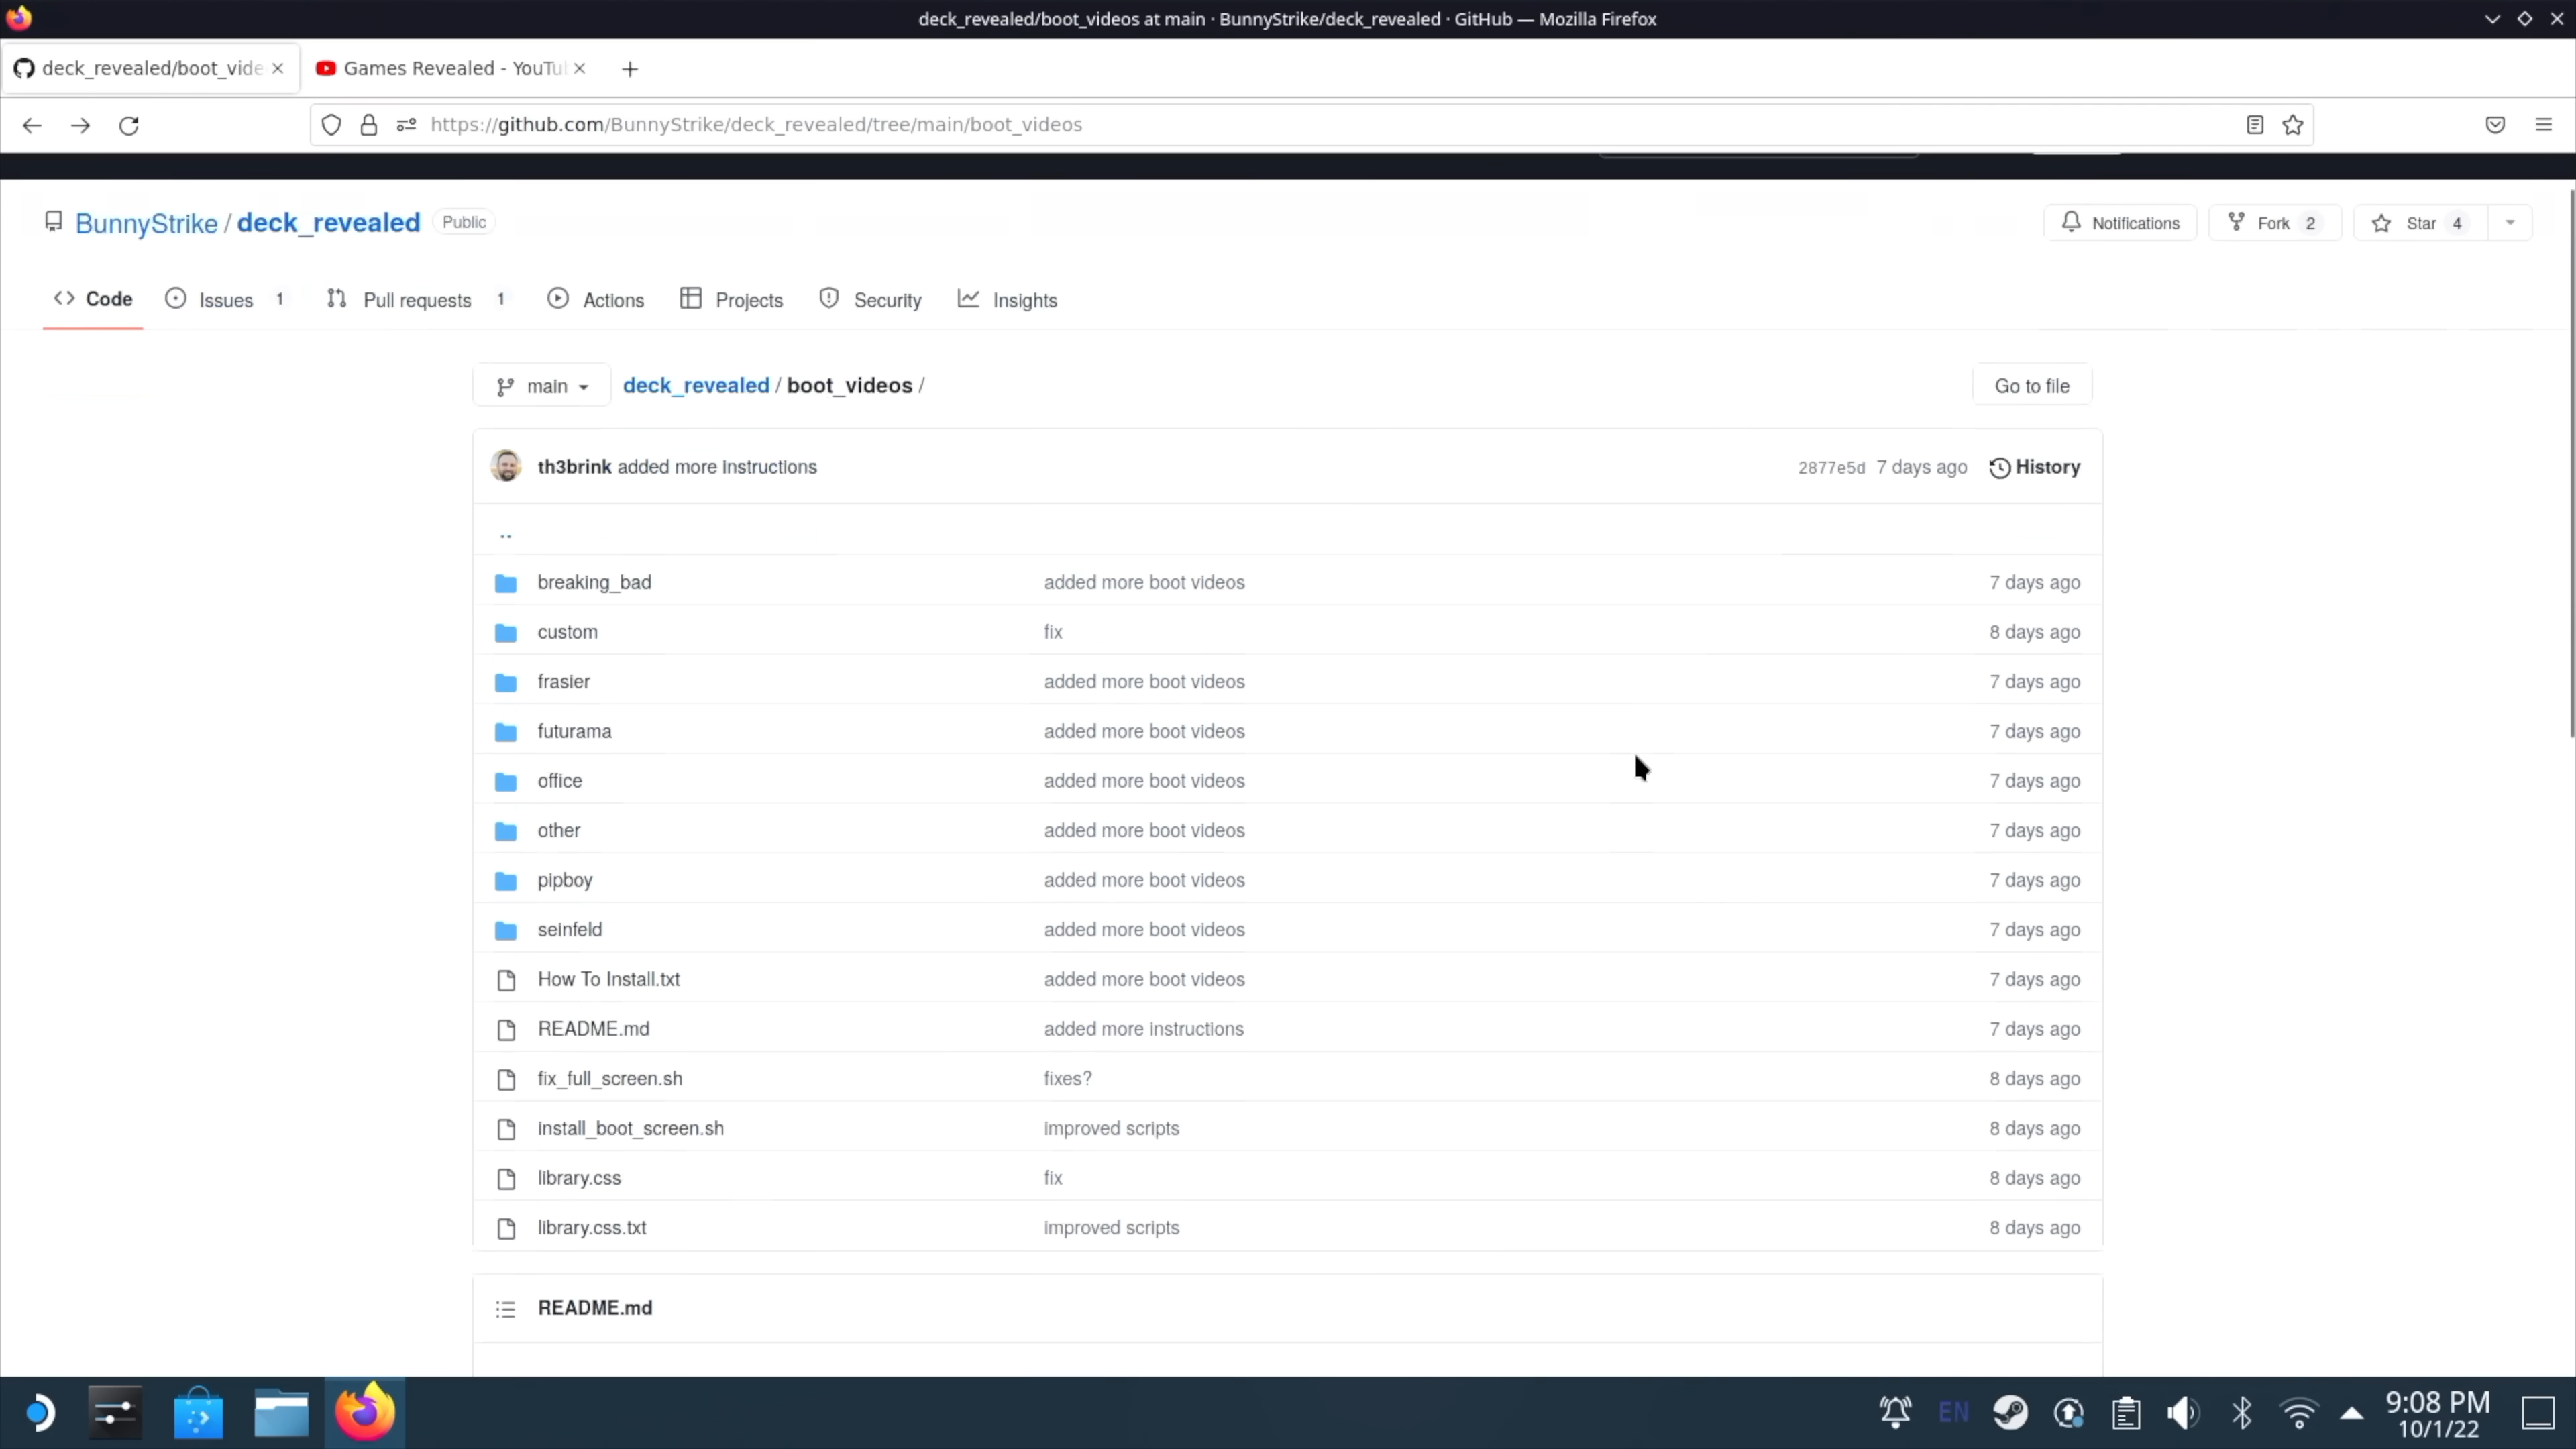 deck_revealed/boot_videos at main · BunnyStrike/deck_revealed · GitHub — Mozilla Firefox
deck_revealed/boot_vide
Games Revealed - YouTu
https://github.com/BunnyStrike/deck_revealed/tree/main/boot_videos
BunnyStrike / deck_revealed Public
Notifications Fork 2 Star 4
Code Issues 1 Pull requests 1 Actions Projects Security Insights
main deck_revealed / boot_videos / Go to file
th3brink added more instructions 2877e5d 7 days ago History
..
breaking_bad added more boot videos 7 days ago
custom fix 8 days ago
frasier added more boot videos 7 days ago
futurama added more boot videos 7 days ago
office added more boot videos 7 days ago
other added more boot videos 7 days ago
pipboy added more boot videos 7 days ago
seinfeld added more boot videos 7 days ago
How To Install.txt added more boot videos 7 days ago
README.md added more instructions 7 days ago
fix_full_screen.sh fixes? 8 days ago
install_boot_screen.sh improved scripts 8 days ago
library.css fix 8 days ago
library.css.txt improved scripts 8 days ago
README.md
EN
9:08 PM
10/1/22